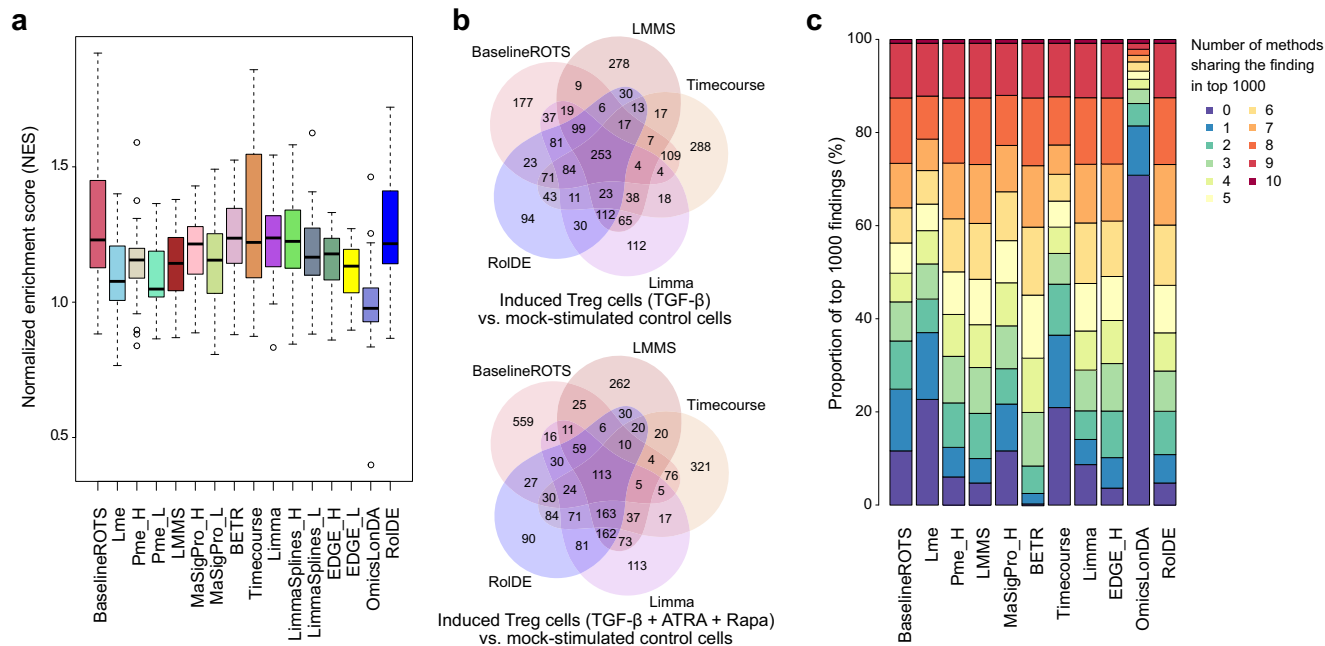 a
Normalized enrichment score (NES)
1.5
1.0
0.5
BaselineROTS
Lme
Pme_H
Pme_L
LMMS
MaSigPro_H
MaSigPro_L
BETR
Timecourse
Limma
LimmaSplines_H
LimmaSplines_L
EDGE_H
EDGE_L
OmicsLonDA
RolDE
b
LMMS
BaselineROTS
Timecourse
278
9
30
177
19
6
13
17
37
99
17
81
7
288
253
109
23
84
4
4
71
43
11
23
38
18
94
112
65
30
112
RolDE
Limma
Induced Treg cells (TGF-β)
vs. mock-stimulated control cells
LMMS
BaselineROTS
Timecourse
262
25
30
559
11
6
20
20
16
59
10
30
4
321
113
76
27
24
5
5
30
84
71
163
37
17
90
162
73
81
113
RolDE
Limma
Induced Treg cells (TGF-β + ATRA + Rapa)
vs. mock-stimulated control cells
c
Proportion of top 1000 findings (%)
100
80
60
40
20
0
BaselineROTS
Lme
Pme_H
LMMS
MaSigPro_H
BETR
Timecourse
Limma
EDGE_H
OmicsLonDA
RolDE
Number of methods
sharing the finding
in top 1000
0 6
1 7
2 8
3 9
4 10
5